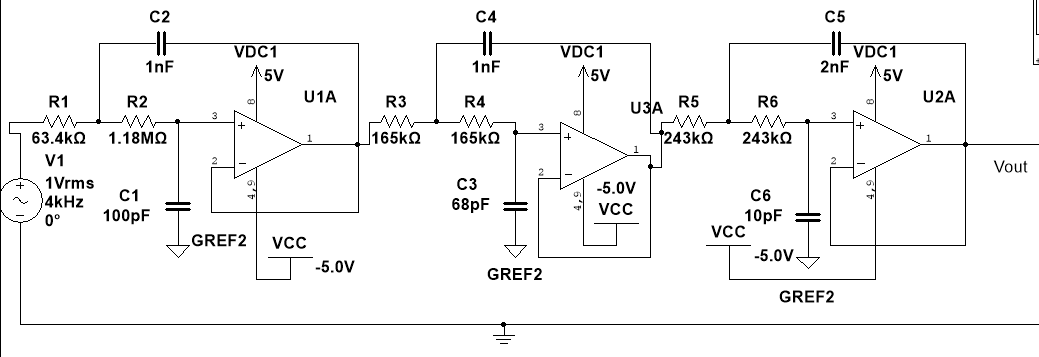 C2
1nF
VDC1
5V
8
U1A
R1
63.4kΩ
R2
1.18MΩ
3
2
1
4,9
V1
1Vrms
4kHz
0°
C1
100pF
GREF2
VCC
-5.0V
C4
1nF
VDC1
5V
8
U3A
R3
165kΩ
R4
165kΩ
3
2
1
4,9
-5.0V
VCC
C3
68pF
GREF2
C5
2nF
VDC1
5V
8
U2A
R5
243kΩ
R6
243kΩ
3
2
1
4,9
Vout
C6
10pF
VCC
-5.0V
GREF2